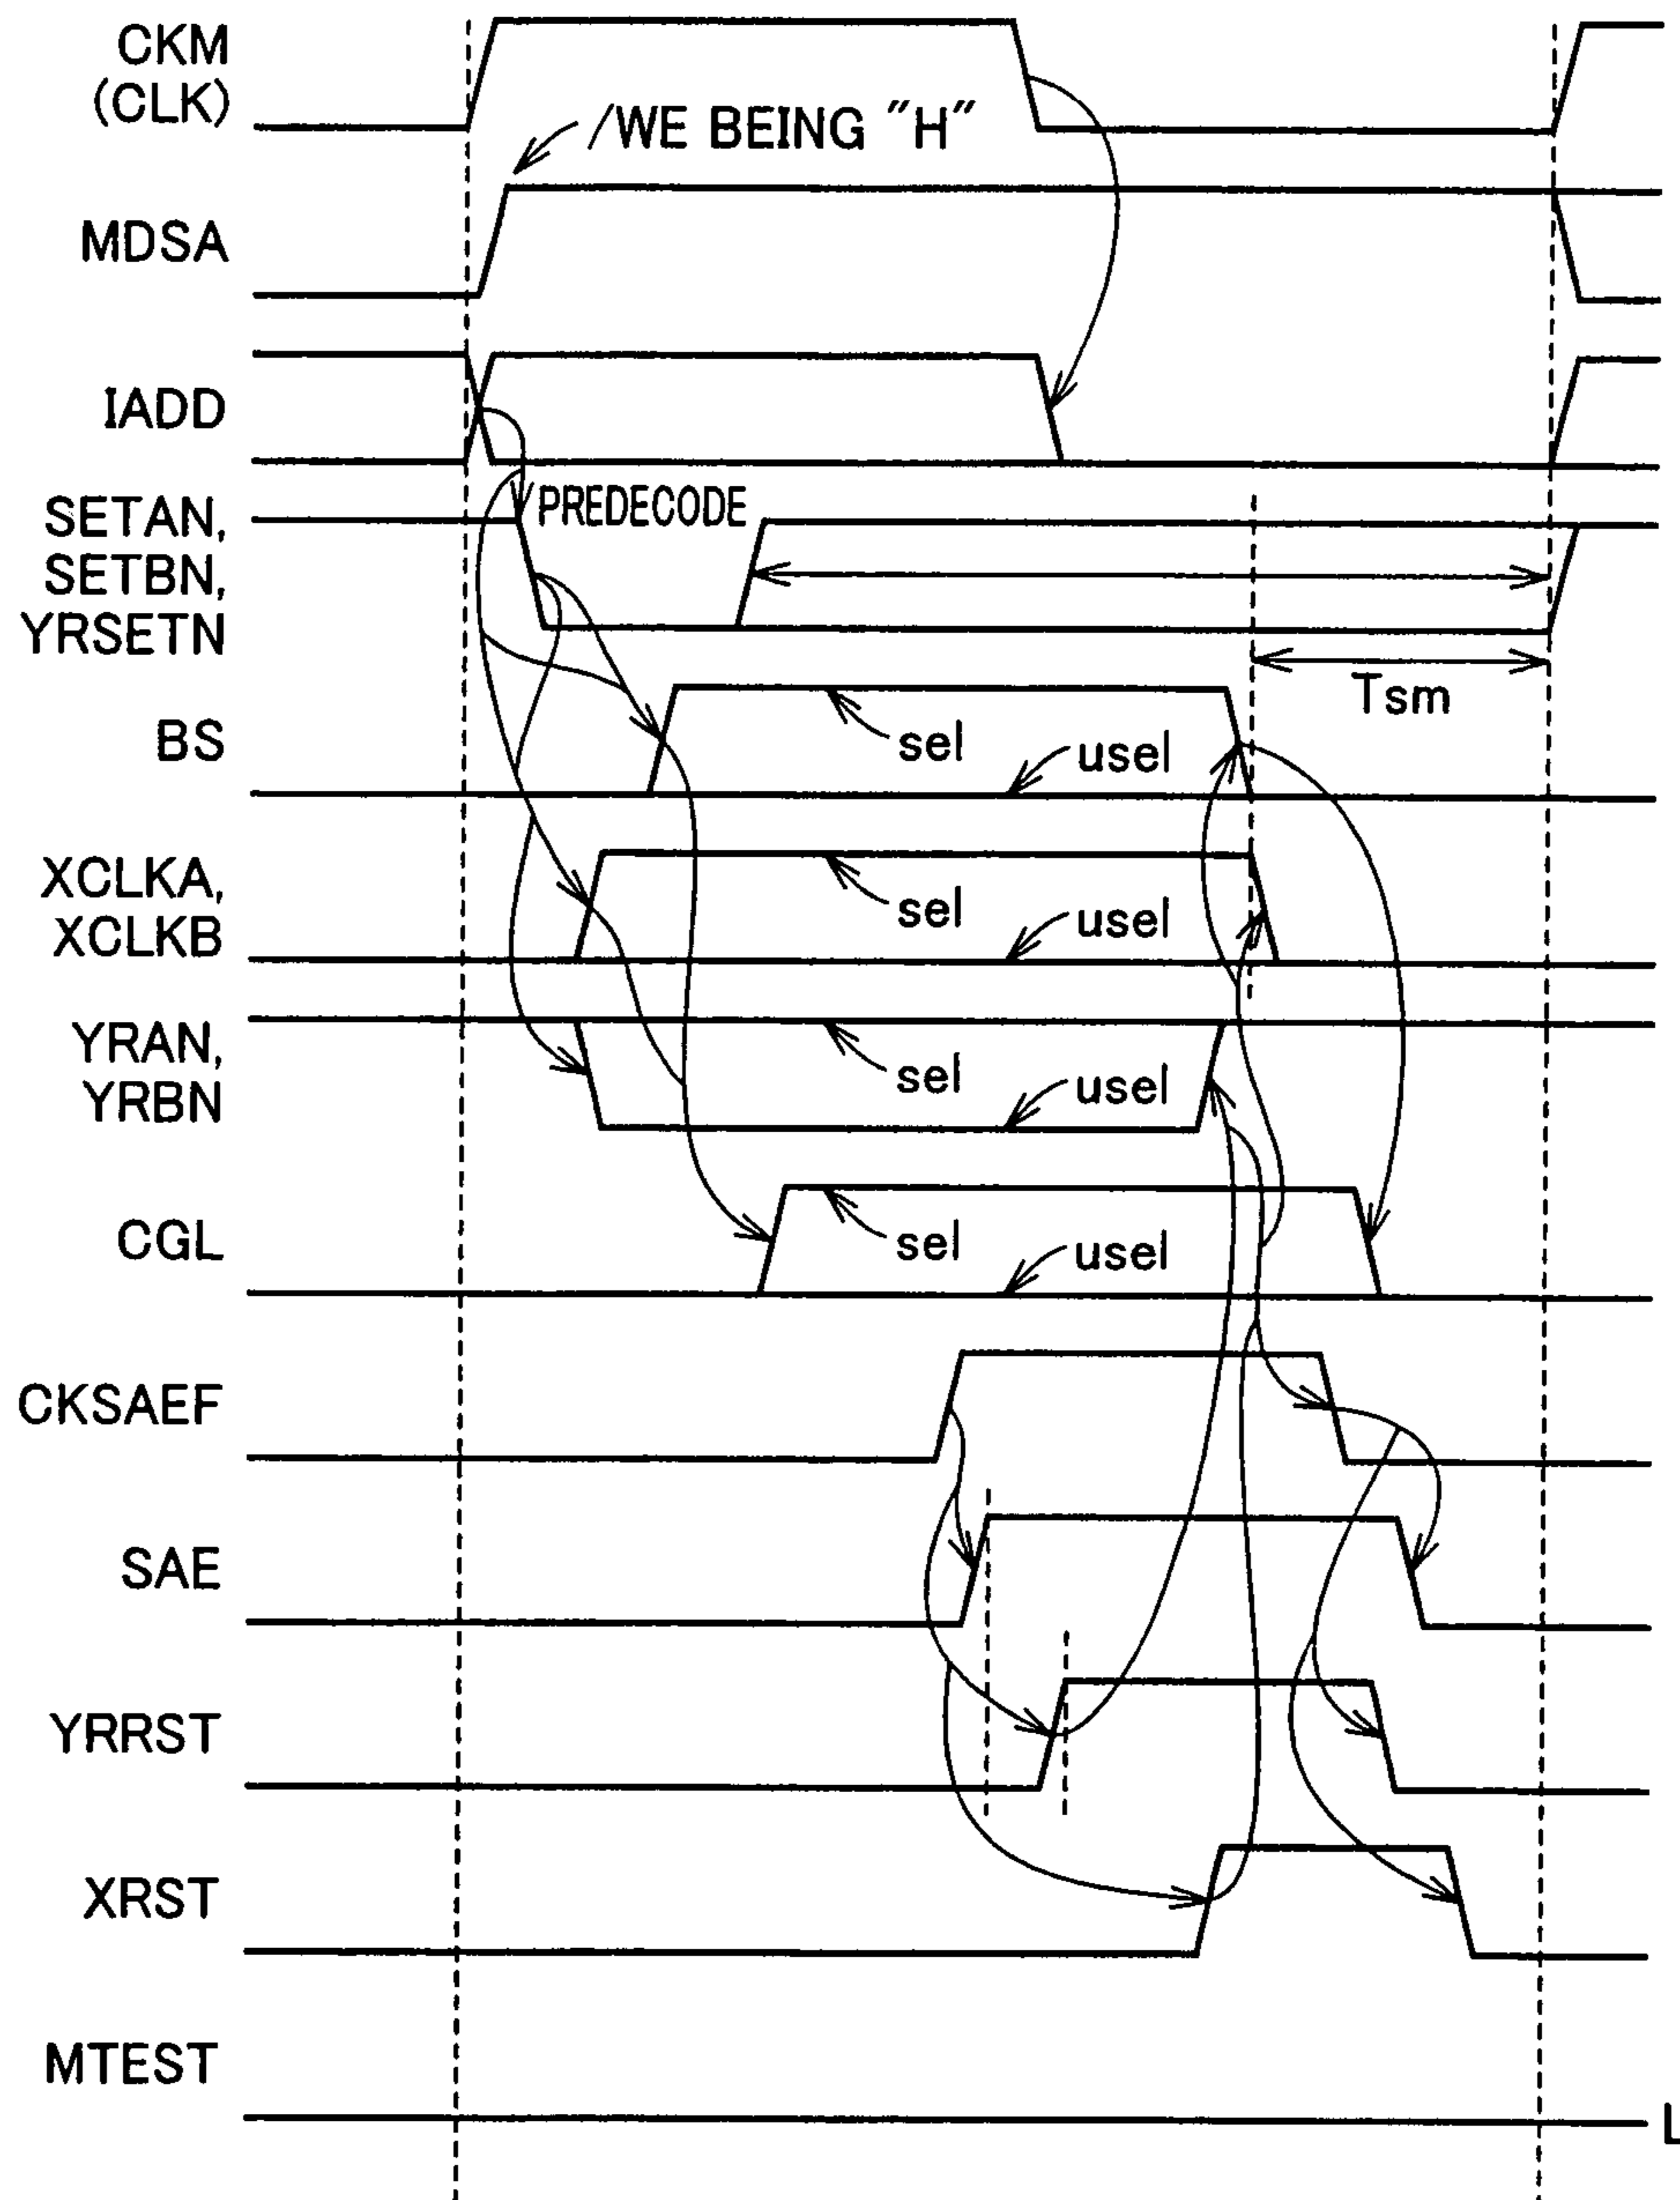 CKM
(CLK)
/WE BEING "H"
MDSA
IADD
PREDECODE
SETAN,
SETBN,
YRSETN
Tsm
BS
sel
usel
XCLKA,
XCLKB
sel
usel
YRAN,
YRBN
sel
usel
CGL
sel
usel
CKSAEF
SAE
YRRST
XRST
MTEST
L